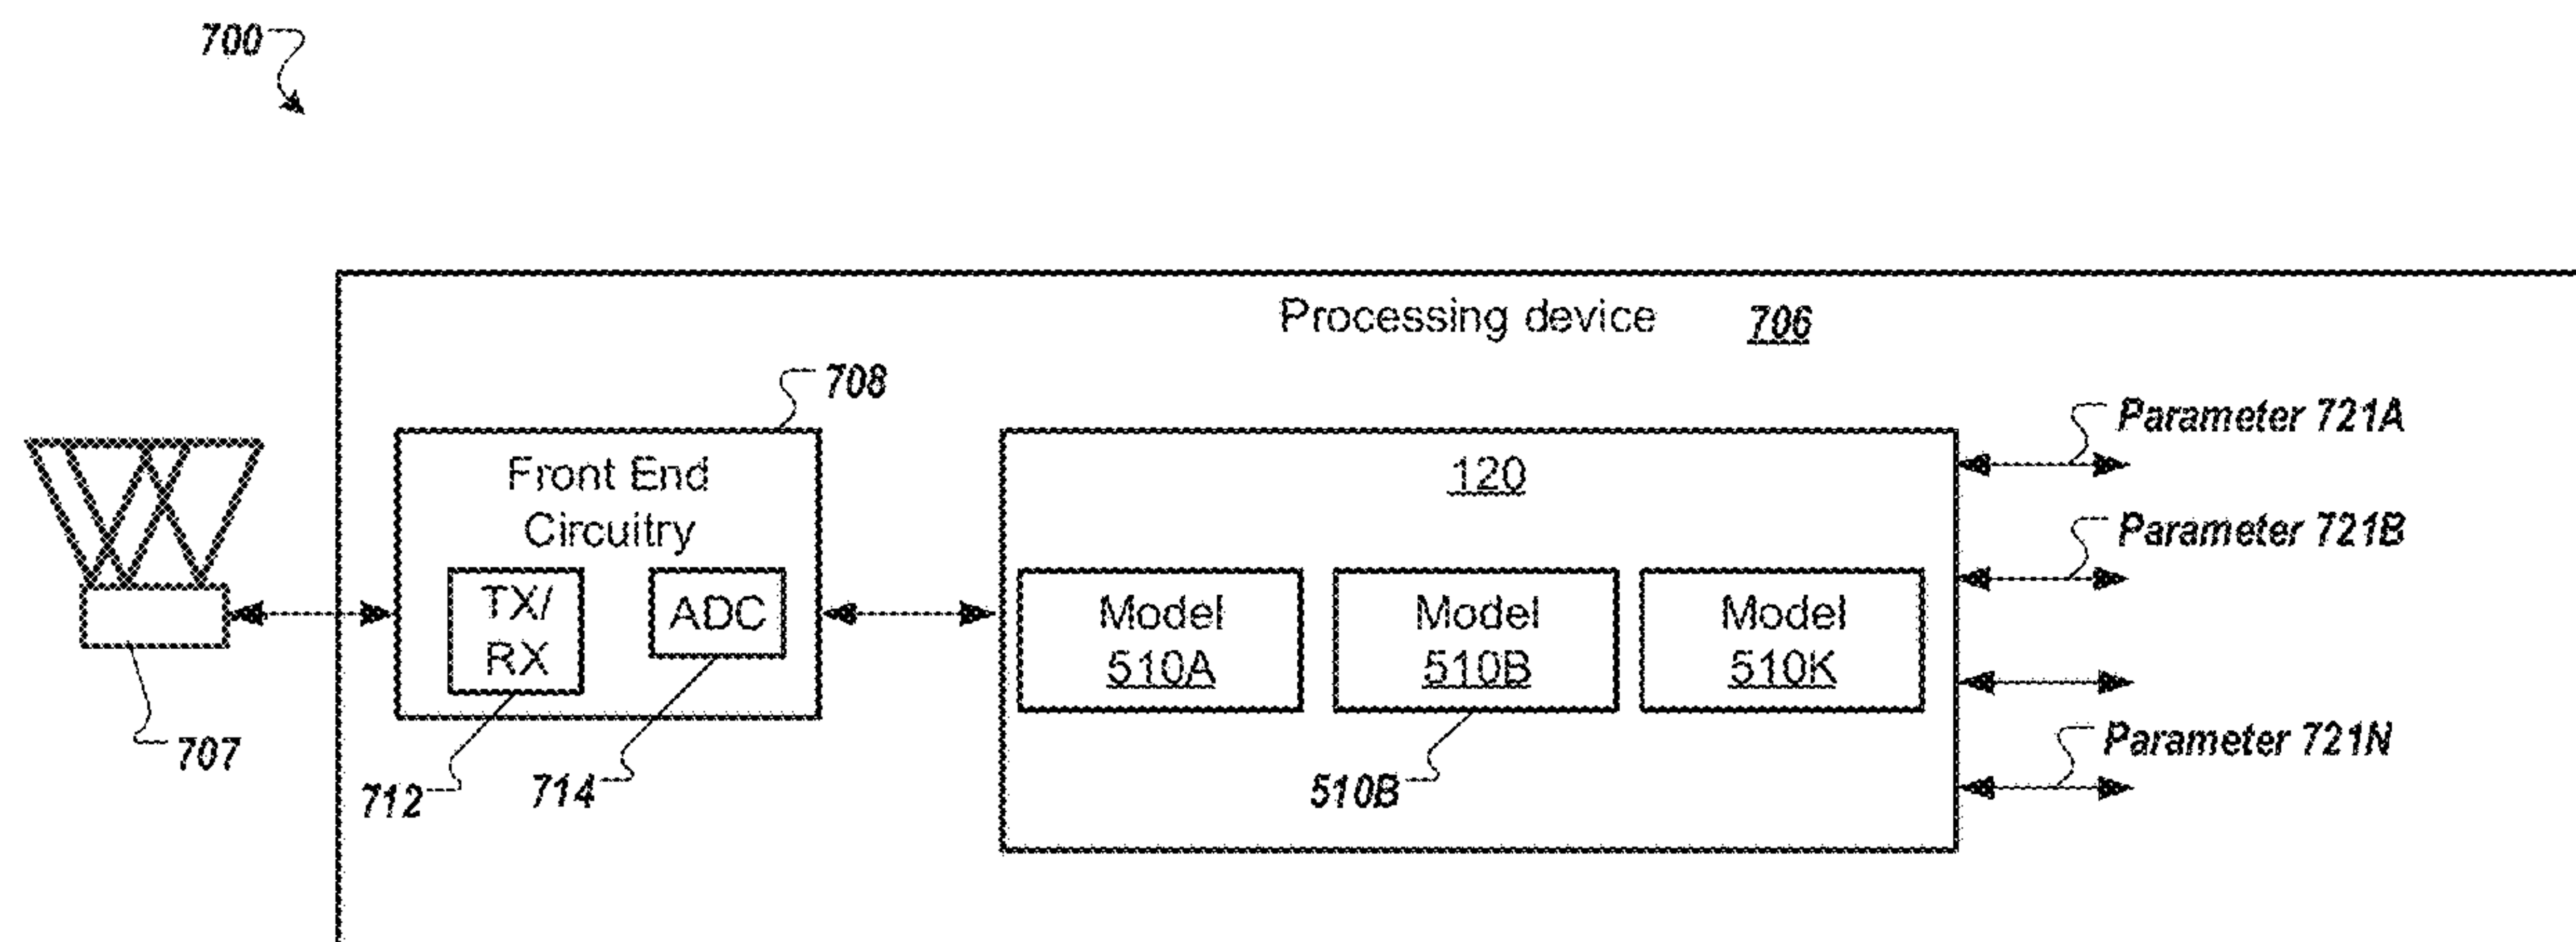 700
Processing device 706
708
Front End
Circuitry
TX/
RX
ADC
712
714
707
120
Model
510A
Model
510B
Model
510K
510B
Parameter 721A
Parameter 721B
Parameter 721N